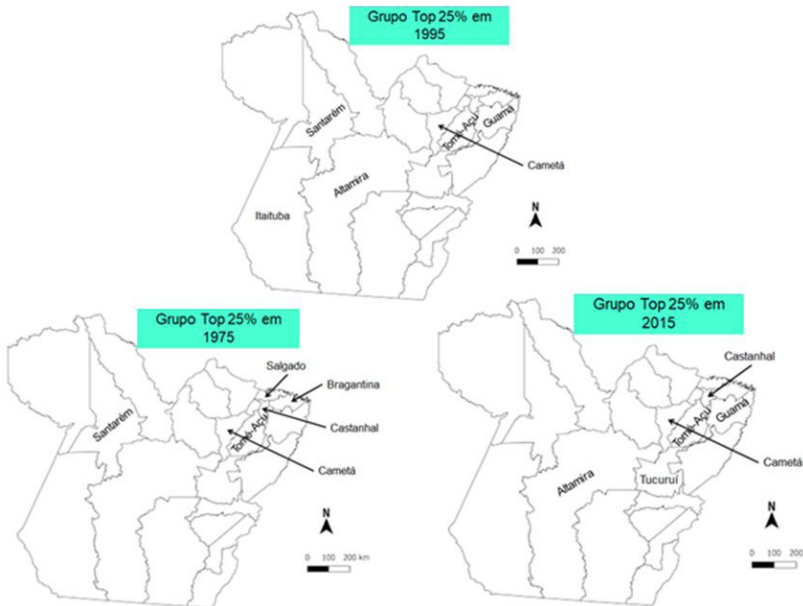 Grupo Top 25% em
1995
Santarém
Tomé-Açu
Guamá
Cametá
Altamira
Itaituba
N
0 100 200
Grupo Top 25% em
1975
Salgado
Bragantina
Santarém
Castanhal
Tomé-Açu
Cametá
N
0 100 200 km
Grupo Top 25% em
2015
Castanhal
Tomé-Açu
Guamá
Cametá
Altamira
Tucuruí
N
0 100 200